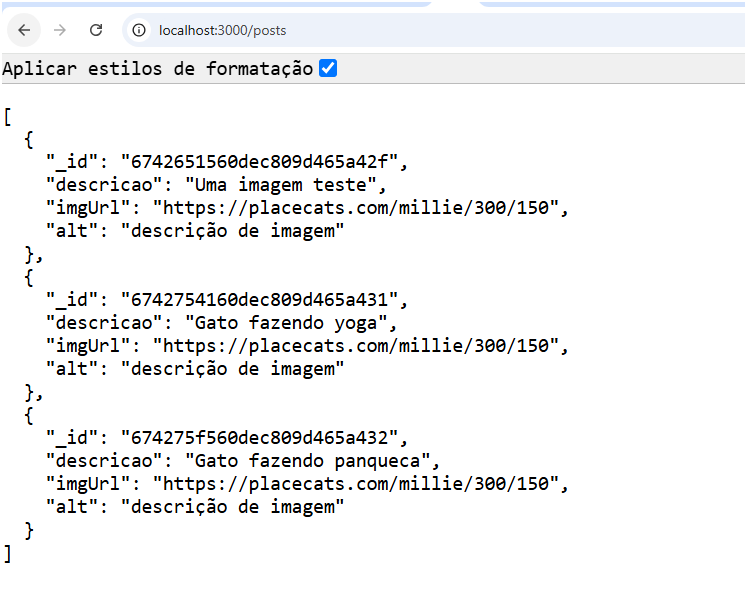 localhost:3000/posts
Aplicar estilos de formatação
[
  {
    "_id": "6742651560dec809d465a42f",
    "descricao": "Uma imagem teste",
    "imgUrl": "https://placecats.com/millie/300/150",
    "alt": "descrição de imagem"
  },
  {
    "_id": "6742754160dec809d465a431",
    "descricao": "Gato fazendo yoga",
    "imgUrl": "https://placecats.com/millie/300/150",
    "alt": "descrição de imagem"
  },
  {
    "_id": "674275f560dec809d465a432",
    "descricao": "Gato fazendo panqueca",
    "imgUrl": "https://placecats.com/millie/300/150",
    "alt": "descrição de imagem"
  }
]